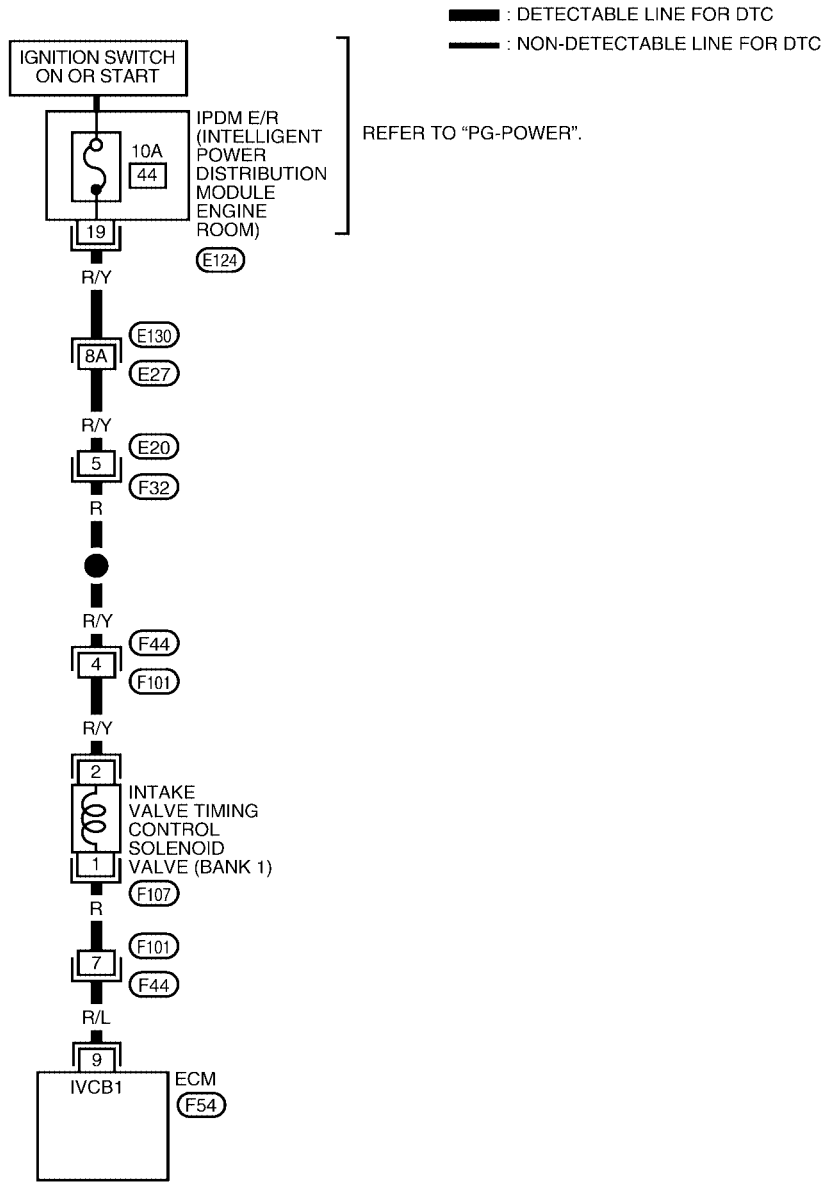 : DETECTABLE LINE FOR DTC
: NON-DETECTABLE LINE FOR DTC
IGNITION SWITCH
ON OR START
IPDM E/R
(INTELLIGENT
POWER
DISTRIBUTION
MODULE
ENGINE
ROOM)
REFER TO “PG-POWER”.
10A
44
19
E124
R/Y
E130
8A
E27
R/Y
E20
5
F32
R
R/Y
F44
4
F101
R/Y
2
INTAKE
VALVE TIMING
CONTROL
SOLENOID
VALVE (BANK 1)
1
F107
R
F101
7
F44
R/L
9
IVCB1
ECM
F54